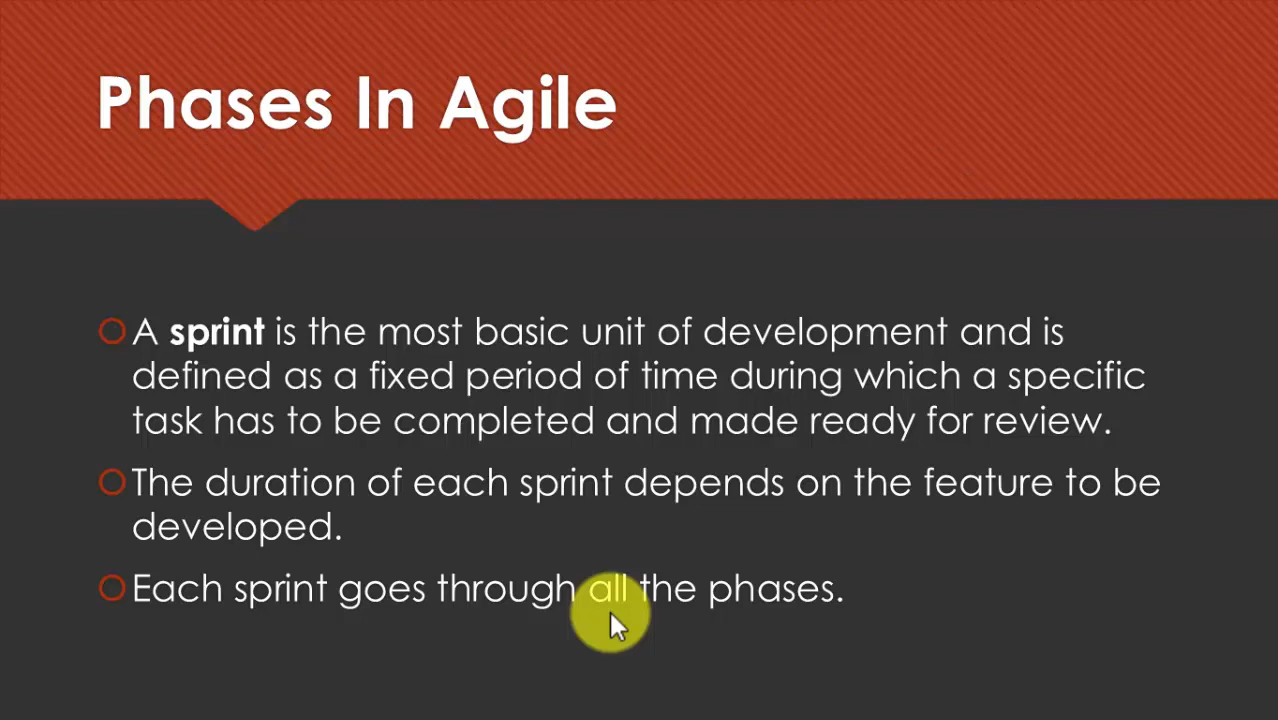 Phases In Agile
A sprint is the most basic unit of development and is
defined as a fixed period of time during which a specific
task has to be completed and made ready for review.
The duration of each sprint depends on the feature to be
developed.
Each sprint goes through all the phases.